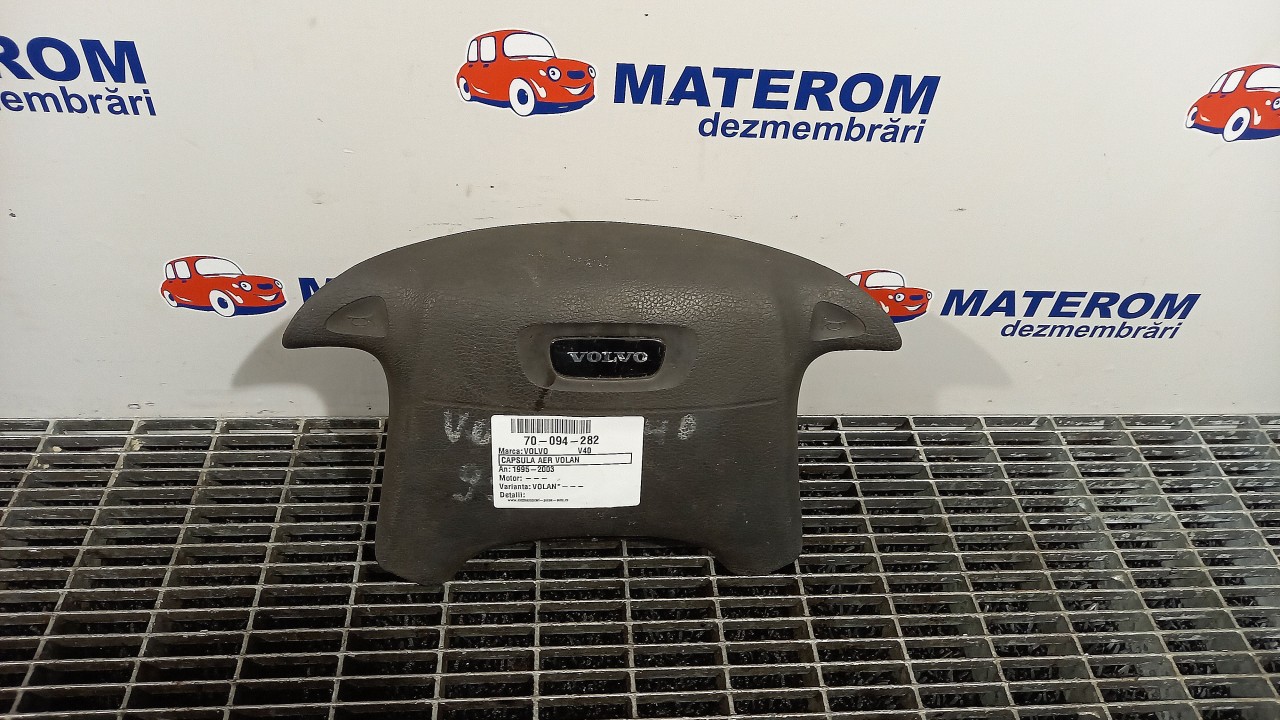 ROM
embrări
MATEROM
dezmembrări
MATEROM
dezmembrări
VOLVO
70-094-282
Marca: VOLVO V40
CAPSULA AER VOLAN
An: 1995-2003
Motor: ---
Varianta: VOLAN*---
Detalii: